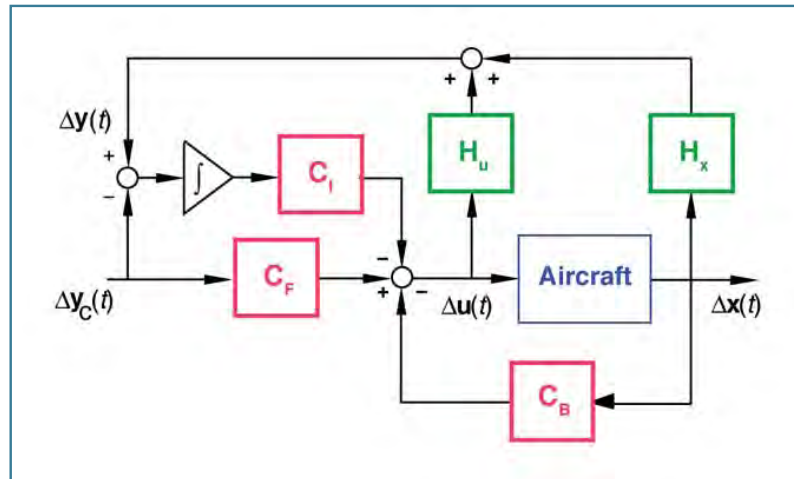 + +
Δy(t)
H_u
H_x
+
∫
C_I
−
−
C_F
+ −
Aircraft
Δy_C(t)
Δu(t)
Δx(t)
C_B